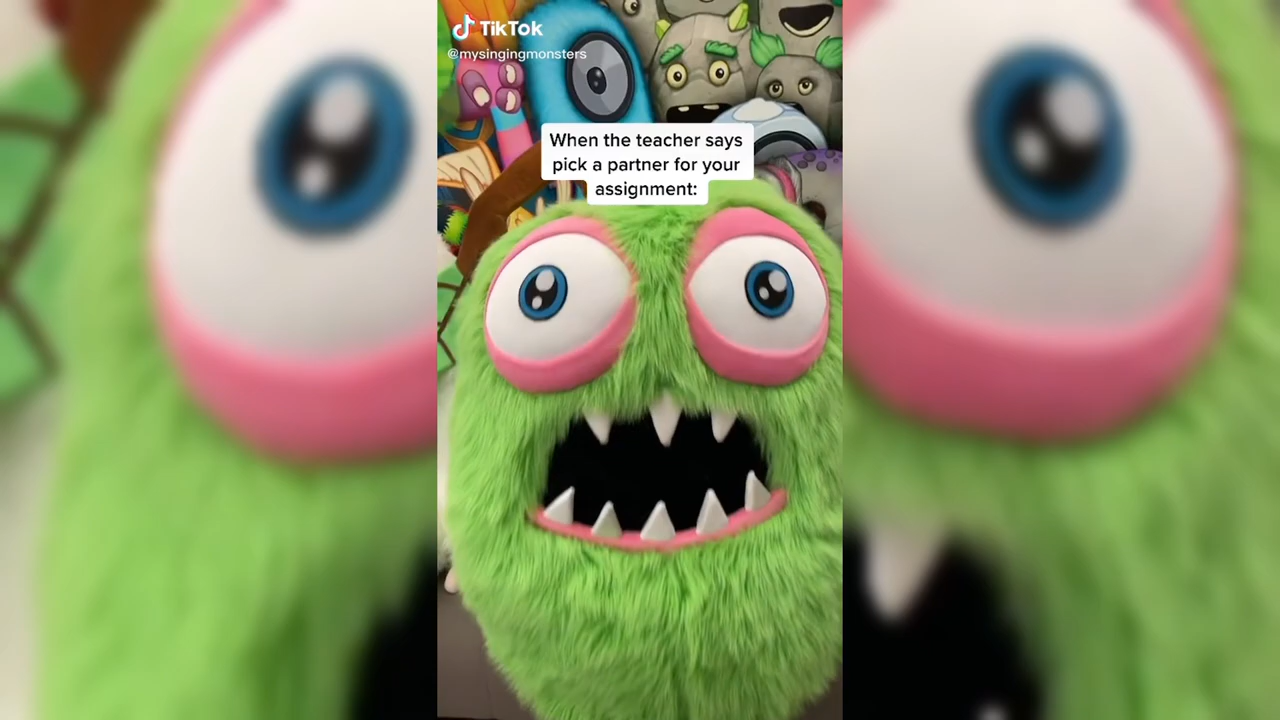 TikTok
@mysingingmonsters
When the teacher says
pick a partner for your
assignment: